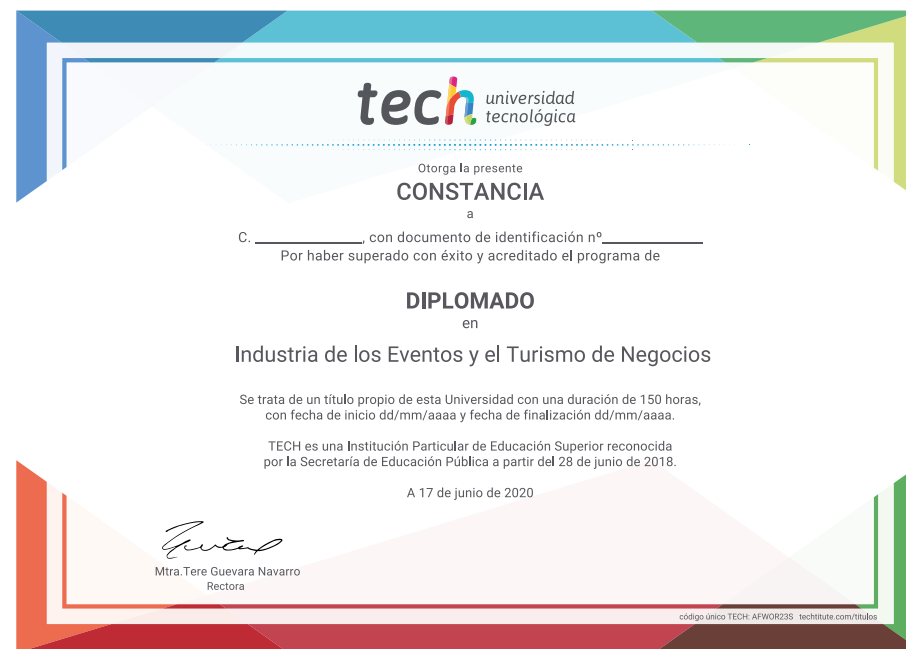 tech universidad
tecnológica
Otorga la presente
CONSTANCIA
a
C. ______________, con documento de identificación nº_____________
Por haber superado con éxito y acreditado el programa de
DIPLOMADO
en
Industria de los Eventos y el Turismo de Negocios
Se trata de un título propio de esta Universidad con una duración de 150 horas,
con fecha de inicio dd/mm/aaaa y fecha de finalización dd/mm/aaaa.
TECH es una Institución Particular de Educación Superior reconocida
por la Secretaría de Educación Pública a partir del 28 de junio de 2018.
A 17 de junio de 2020
Mtra.Tere Guevara Navarro
Rectora
código único TECH: AFWOR23S techtitute.com/titulos